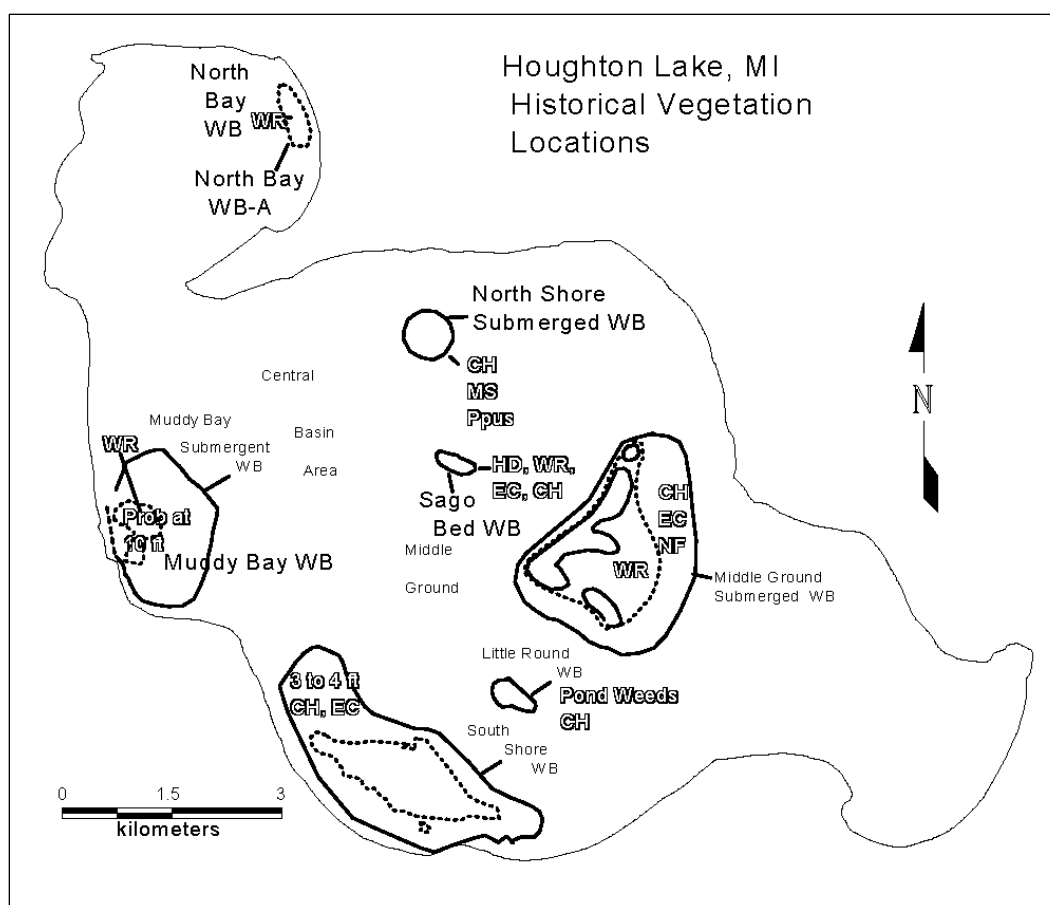 Houghton Lake, MI
Historical Vegetation
Locations
North
Bay
WB
WR
North Bay
WB-A
North Shore
Submerged WB
CH
MS
Ppus
Central
Basin
Area
Muddy Bay
Submergent
WB
WR
Prob at
10 ft
Muddy Bay WB
HD, WR,
EC, CH
Sago
Bed WB
Middle
Ground
CH
EC
NF
WR
Middle Ground
Submerged WB
Little Round
WB
Pond Weeds
CH
3 to 4 ft
CH, EC
South
Shore
WB
N
0 1.5 3
kilometers